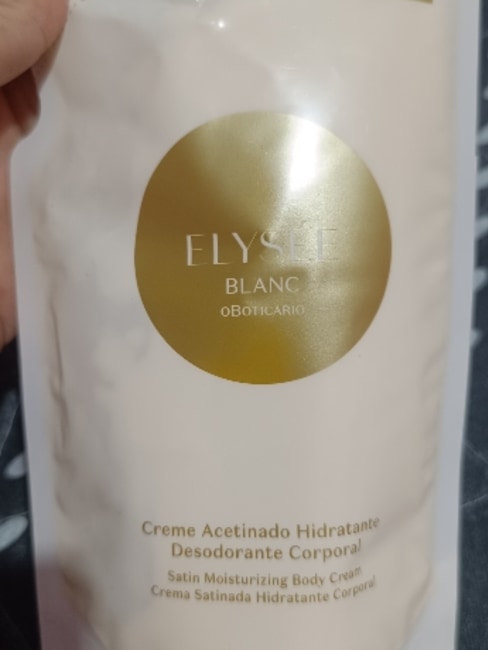 ELYSÉE
BLANC
oBOTICÁRIO
Creme Acetinado Hidratante
Desodorante Corporal
Satin Moisturizing Body Cream
Crema Satinada Hidratante Corporal